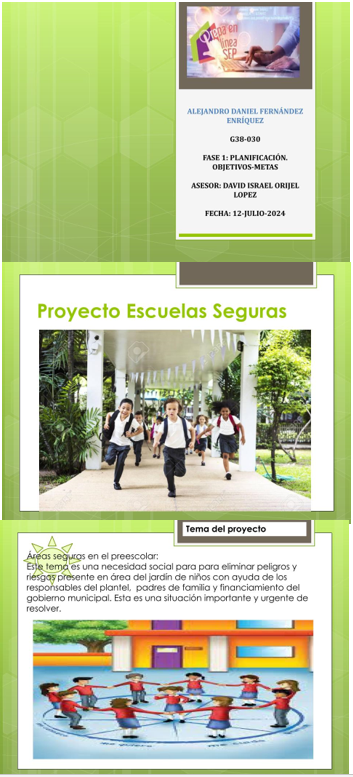 Prepa en
línea
SEP
ALEJANDRO DANIEL FERNÁNDEZ
ENRÍQUEZ
G38-030
FASE 1: PLANIFICACIÓN.
OBJETIVOS-METAS
ASESOR: DAVID ISRAEL ORIJEL
LOPEZ
FECHA: 12-JULIO-2024
Proyecto Escuelas Seguras
Tema del proyecto
Áreas seguros en el preescolar:
Este tema es una necesidad social para para eliminar peligros y
riesgos presente en área del jardín de niños con ayuda de los
responsables del plantel, padres de familia y financiamiento del
gobierno municipal. Esta es una situación importante y urgente de
resolver.